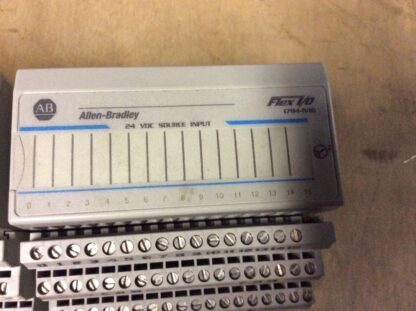 AB
Allen-Bradley
Flex I/O
24 VDC SOURCE INPUT
0 1 2 3 4 5 6 7 8 9 10 11 12 13 14 15